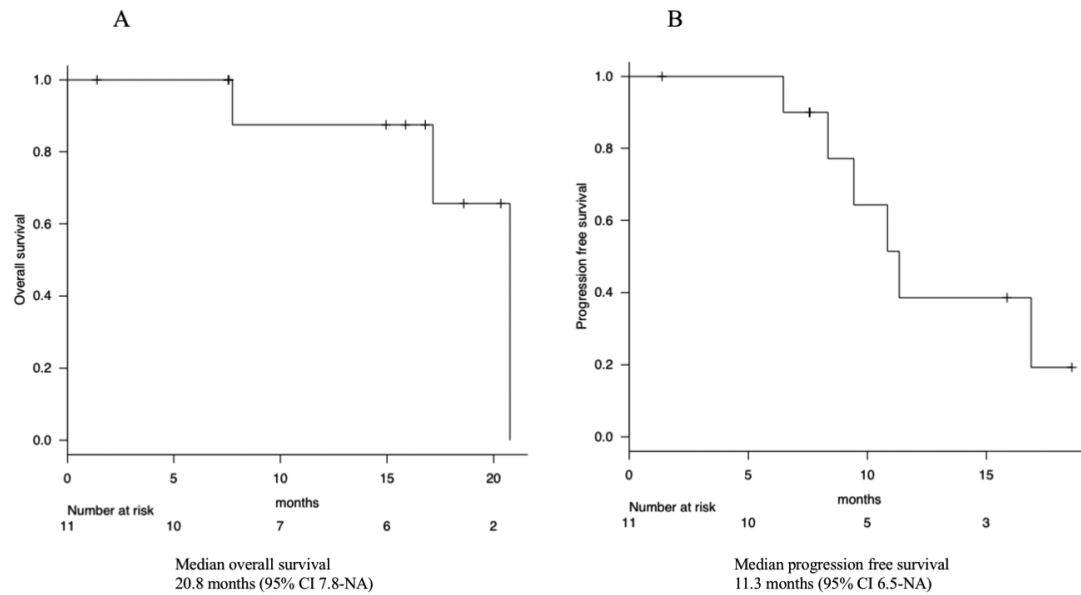 A
Overall survival
1.0
0.8
0.6
0.4
0.2
0.0
0 5 10 15 20
months
Number at risk
11 10 7 6 2
Median overall survival
20.8 months (95% CI 7.8-NA)
B
Progression free survival
1.0
0.8
0.6
0.4
0.2
0.0
0 5 10 15
months
Number at risk
11 10 5 3
Median progression free survival
11.3 months (95% CI 6.5-NA)